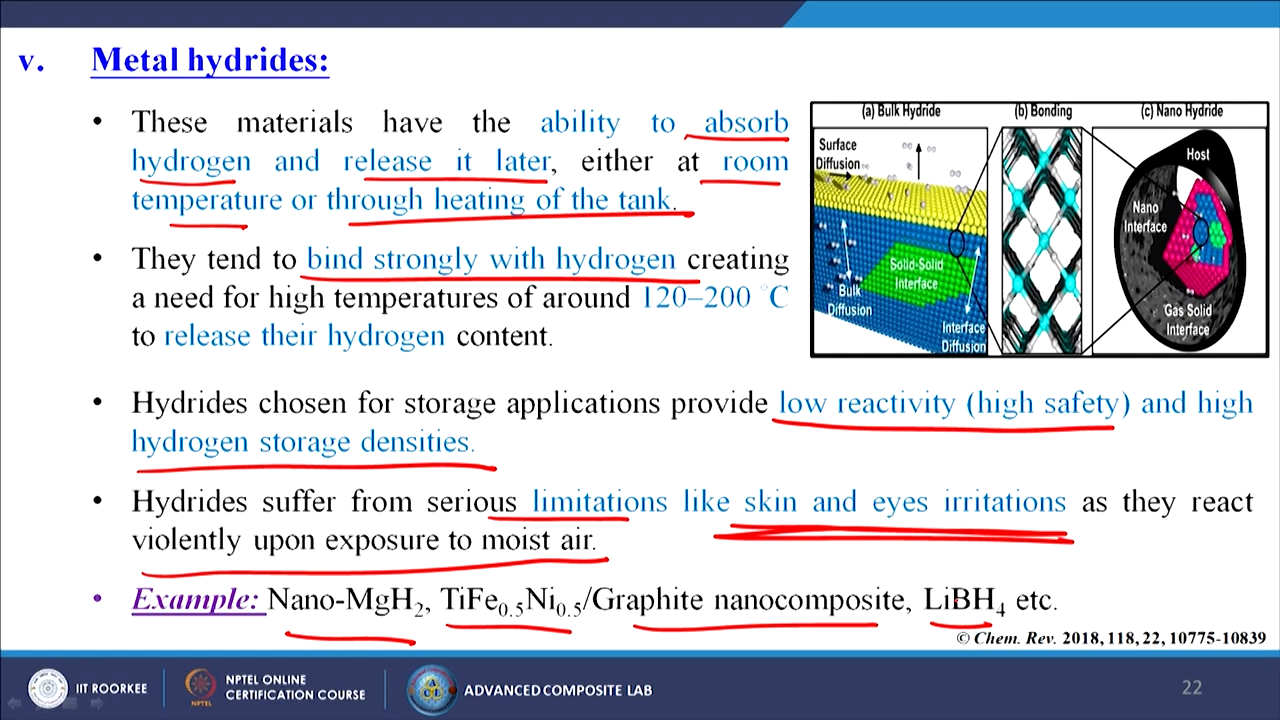 v. Metal hydrides:
• These materials have the ability to absorb
hydrogen and release it later, either at room
temperature or through heating of the tank.
• They tend to bind strongly with hydrogen creating
a need for high temperatures of around 120–200 °C
to release their hydrogen content.
(a) Bulk Hydride (b) Bonding (c) Nano Hydride
Surface
Diffusion
Solid-Solid
Interface
Bulk
Diffusion
Interface
Diffusion
Host
Nano
Interface
Gas Solid
Interface
• Hydrides chosen for storage applications provide low reactivity (high safety) and high
hydrogen storage densities.
• Hydrides suffer from serious limitations like skin and eyes irritations as they react
violently upon exposure to moist air.
• Example: Nano-MgH₂, TiFe₀.₅Ni₀.₅/Graphite nanocomposite, LiBH₄ etc.
© Chem. Rev. 2018, 118, 22, 10775-10839
IIT ROORKEE
NPTEL
NPTEL ONLINE
CERTIFICATION COURSE
ACL
ADVANCED COMPOSITE LAB
22